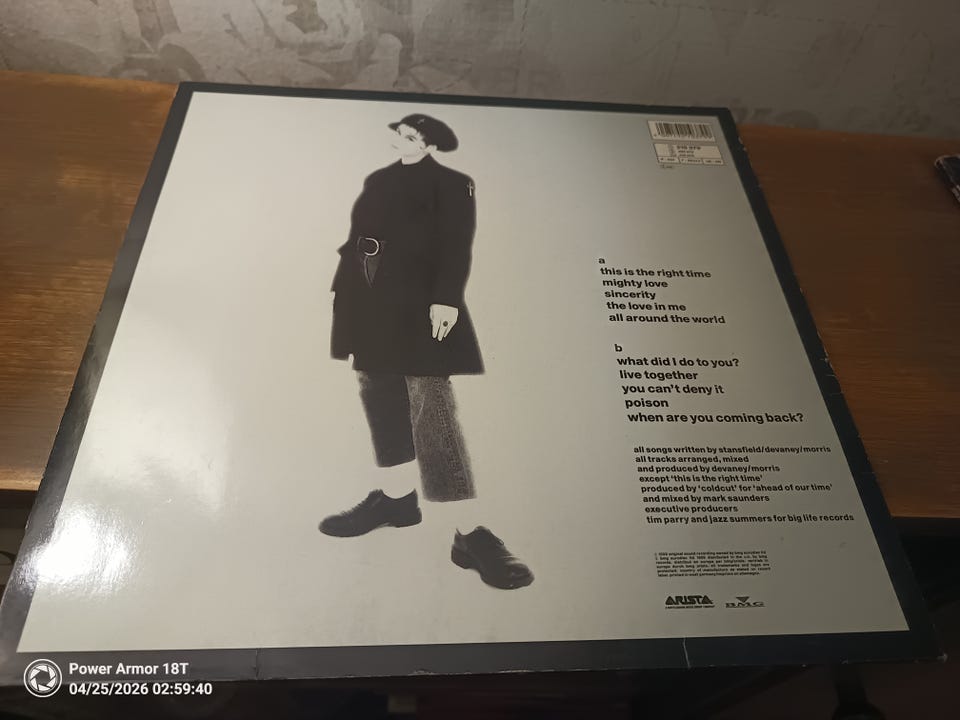 a
this is the right time
mighty love
sincerity
the love in me
all around the world
b
what did I do to you?
live together
you can't deny it
poison
when are you coming back?
all songs written by stansfield/devaney/morris
all tracks arranged, mixed
and produced by devaney/morris
except 'this is the right time'
produced by 'coldcut' for 'ahead of our time'
and mixed by mark saunders
executive producers
tim parry and jazz summers for big life records
ARISTA
BMG
Power Armor 18T
04/25/2026 02:59:40